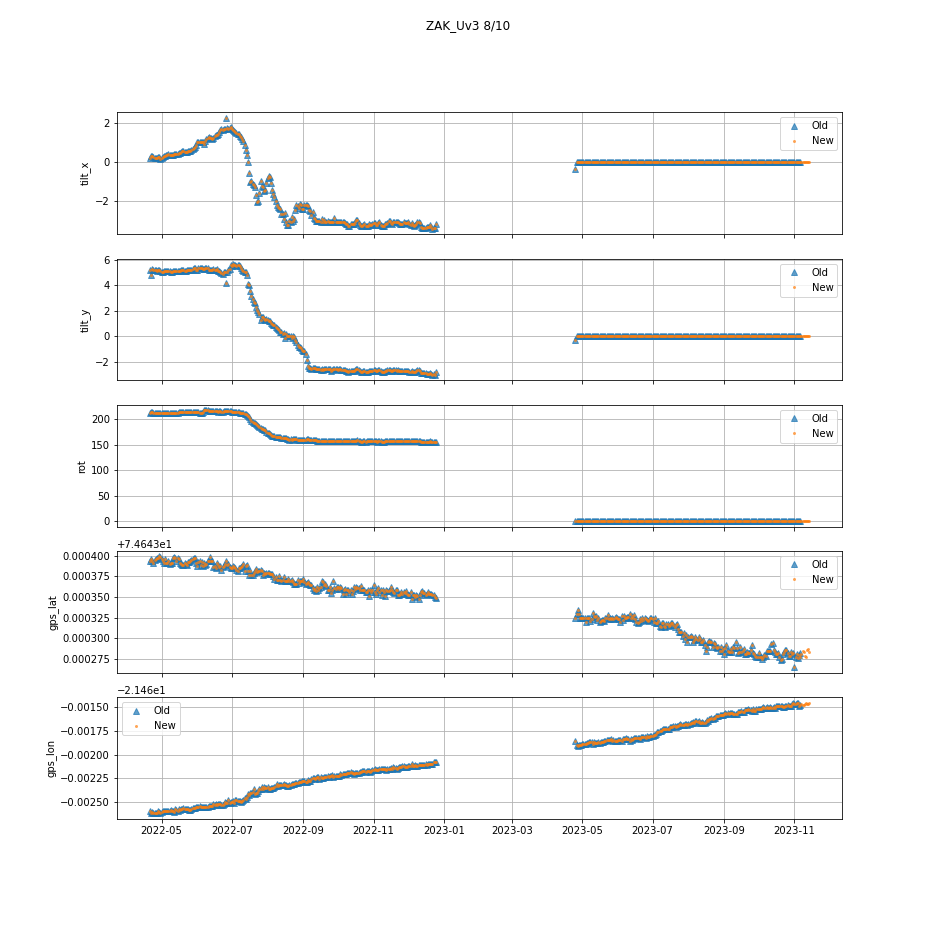 ZAK_Uv3 8/10
2
0
−2
tilt_x
Old
New
6
4
2
0
−2
tilt_y
Old
New
200
150
100
50
0
rot
Old
New
+7.4643e1
0.000400
0.000375
0.000350
0.000325
0.000300
0.000275
gps_lat
Old
New
−2.146e1
−0.00150
−0.00175
−0.00200
−0.00225
−0.00250
gps_lon
Old
New
2022-05 2022-07 2022-09 2022-11 2023-01 2023-03 2023-05 2023-07 2023-09 2023-11